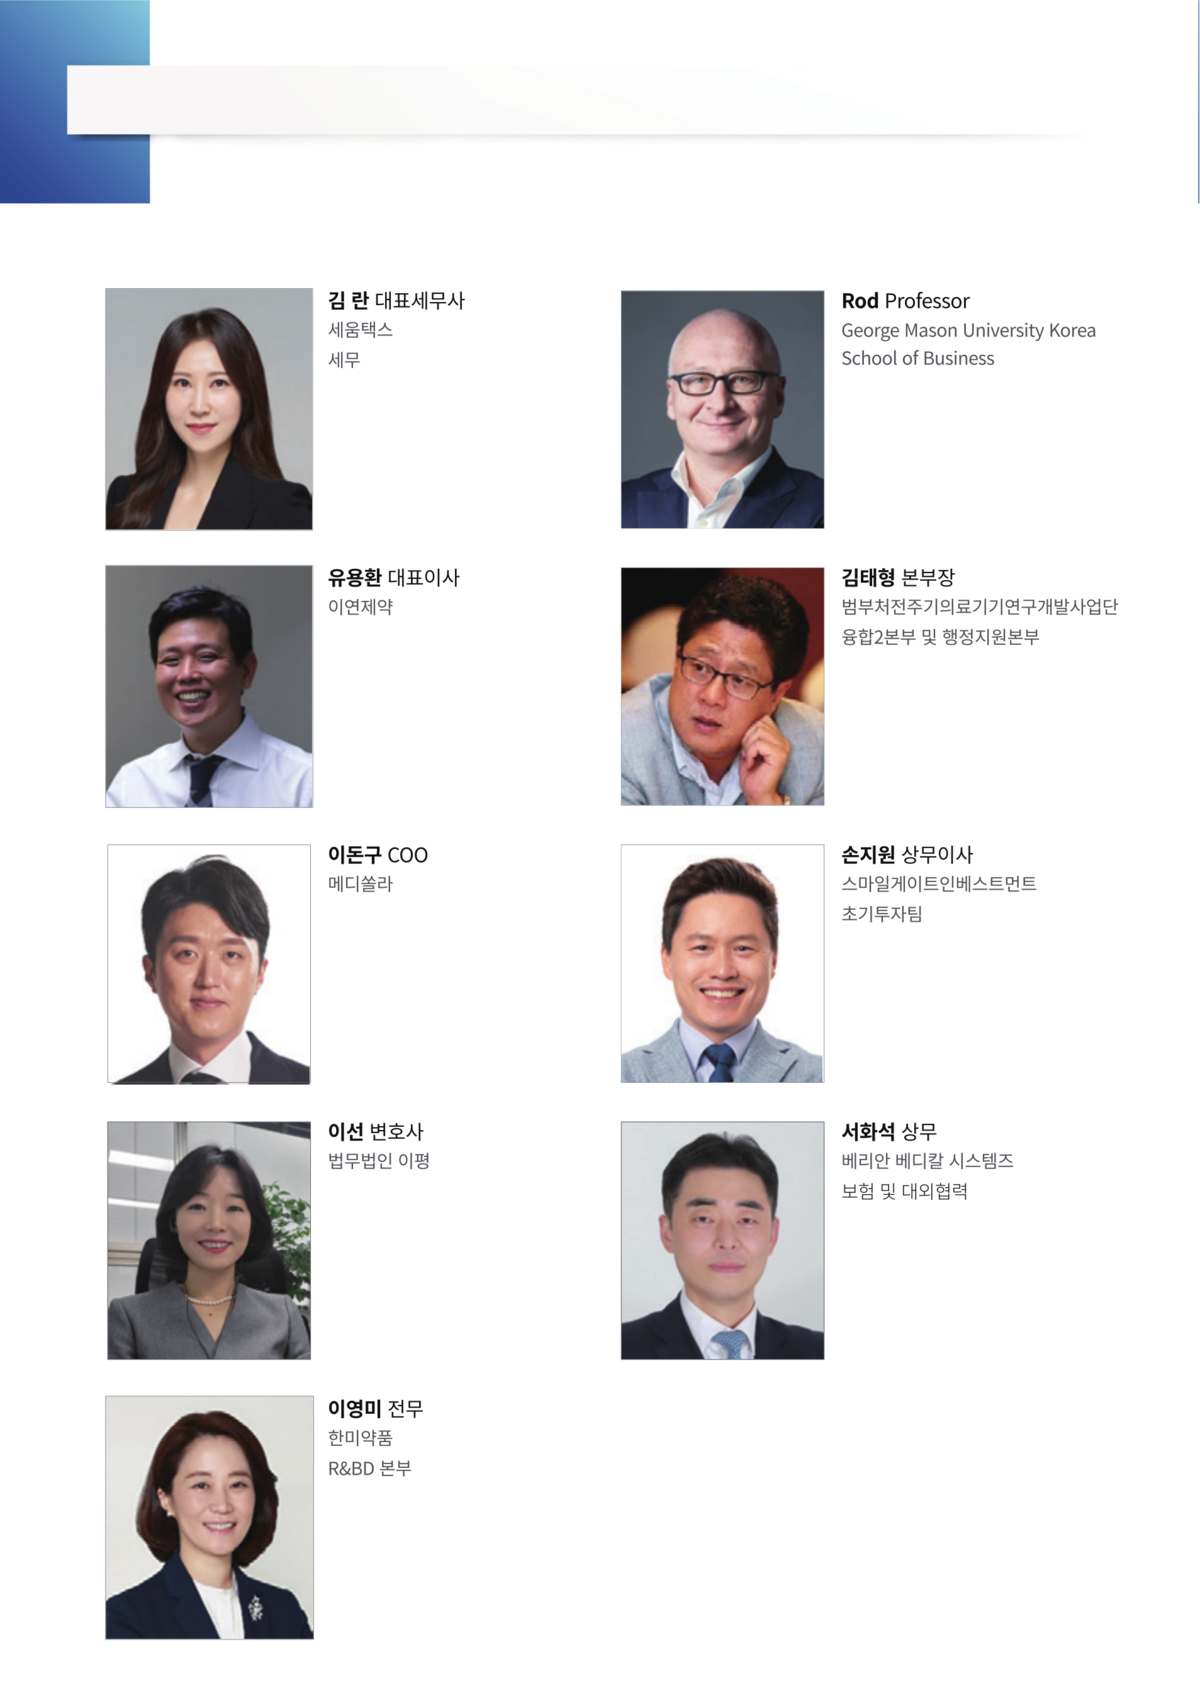 김 란 대표세무사
세움택스
세무
Rod Professor
George Mason University Korea
School of Business
유용환 대표이사
이연제약
김태형 본부장
범부처전주기의료기기연구개발사업단
융합2본부 및 행정지원본부
이돈구 COO
메디쏠라
손지원 상무이사
스마일게이트인베스트먼트
초기투자팀
이선 변호사
법무법인 이평
서화석 상무
베리안 베디칼 시스템즈
보험 및 대외협력
이영미 전무
한미약품
R&BD 본부